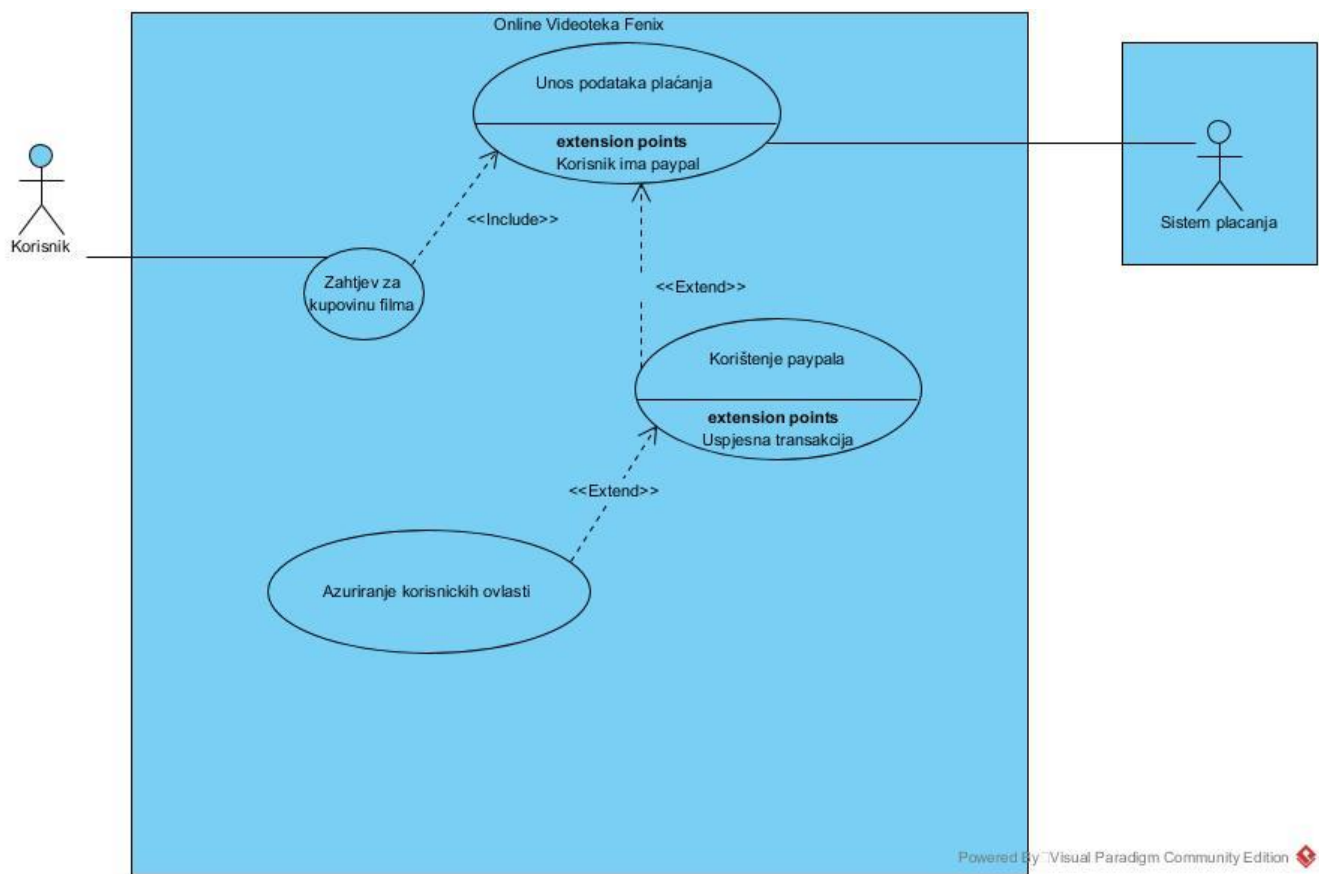 Online Videoteka Fenix
Unos podataka plaćanja
extension points
Korisnik ima paypal
Korisnik
<<Include>>
Sistem placanja
Zahtjev za
kupovinu filma
<<Extend>>
Korištenje paypala
extension points
Uspjesna transakcija
<<Extend>>
Azuriranje korisnickih ovlasti
Powered By Visual Paradigm Community Edition